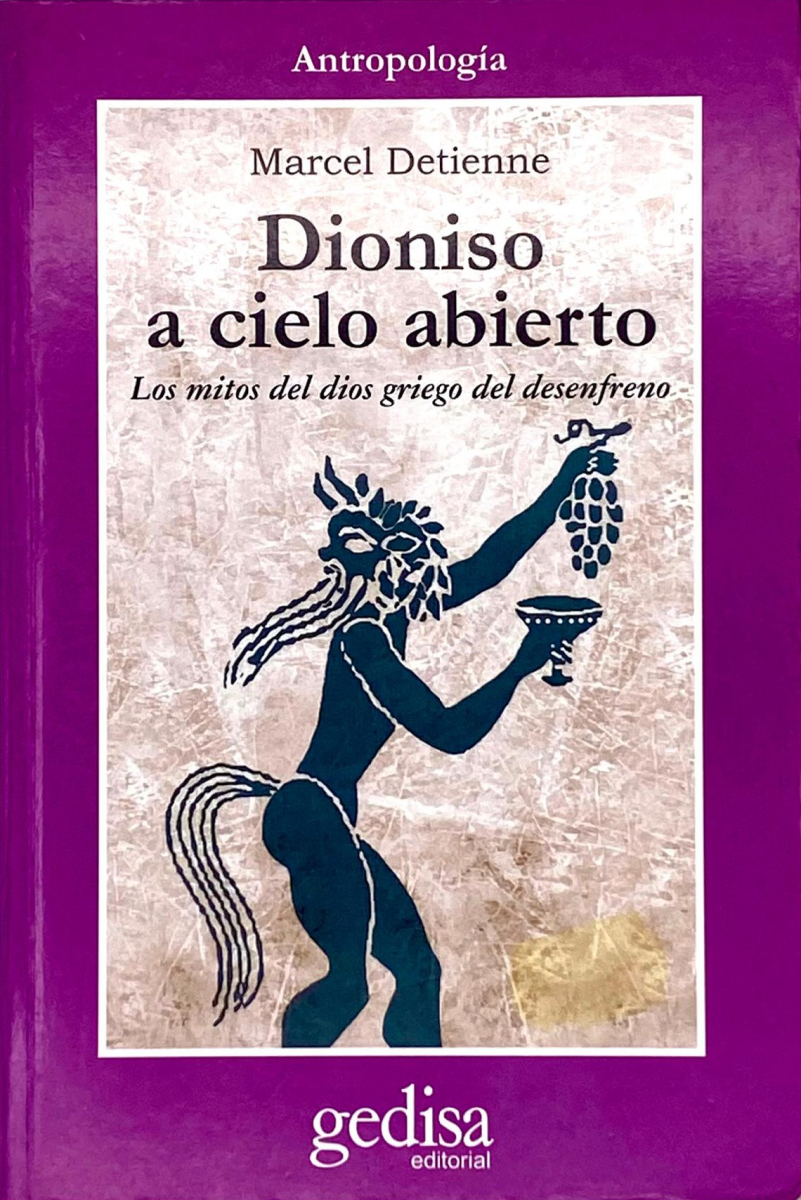 Antropología
Marcel Detienne
Dioniso
a cielo abierto
Los mitos del dios griego del desenfreno
gedisa
editorial